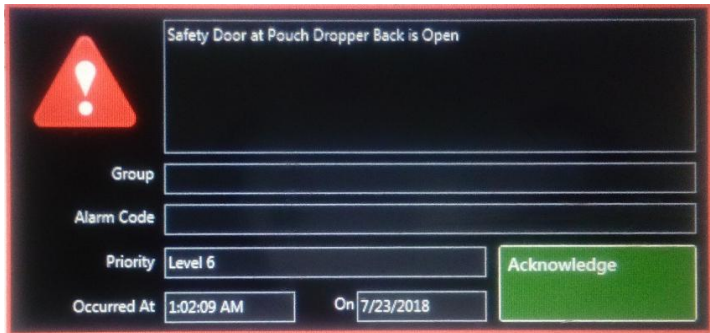 Safety Door at Pouch Dropper Back is Open
Group
Alarm Code
Priority Level 6
Acknowledge
Occurred At 1:02:09 AM On 7/23/2018